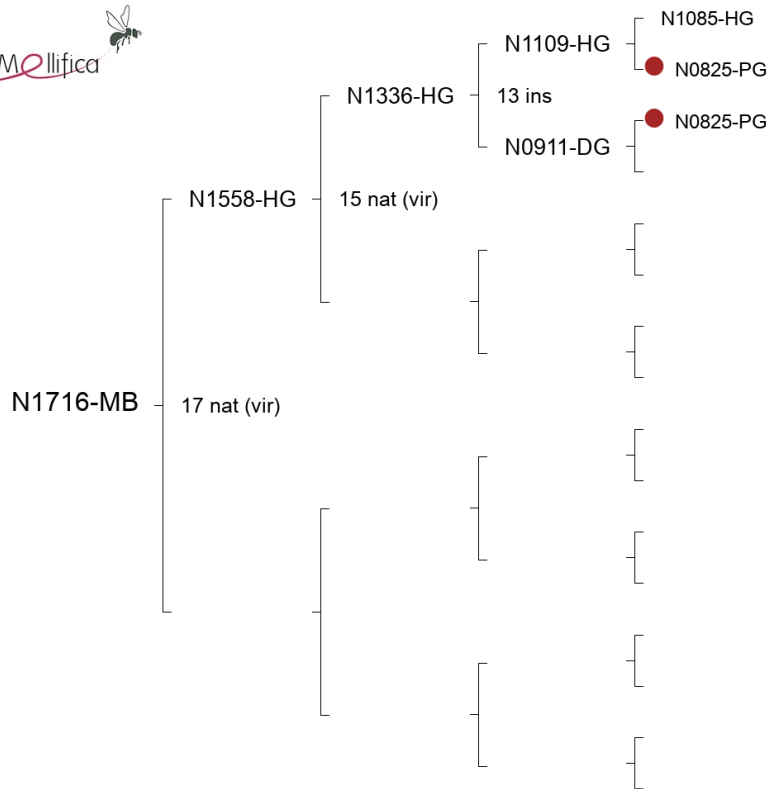 Mellifica
N1085-HG
N1109-HG
N0825-PG
N1336-HG
13 ins
N0825-PG
N0911-DG
N1558-HG
15 nat (vir)
N1716-MB
17 nat (vir)